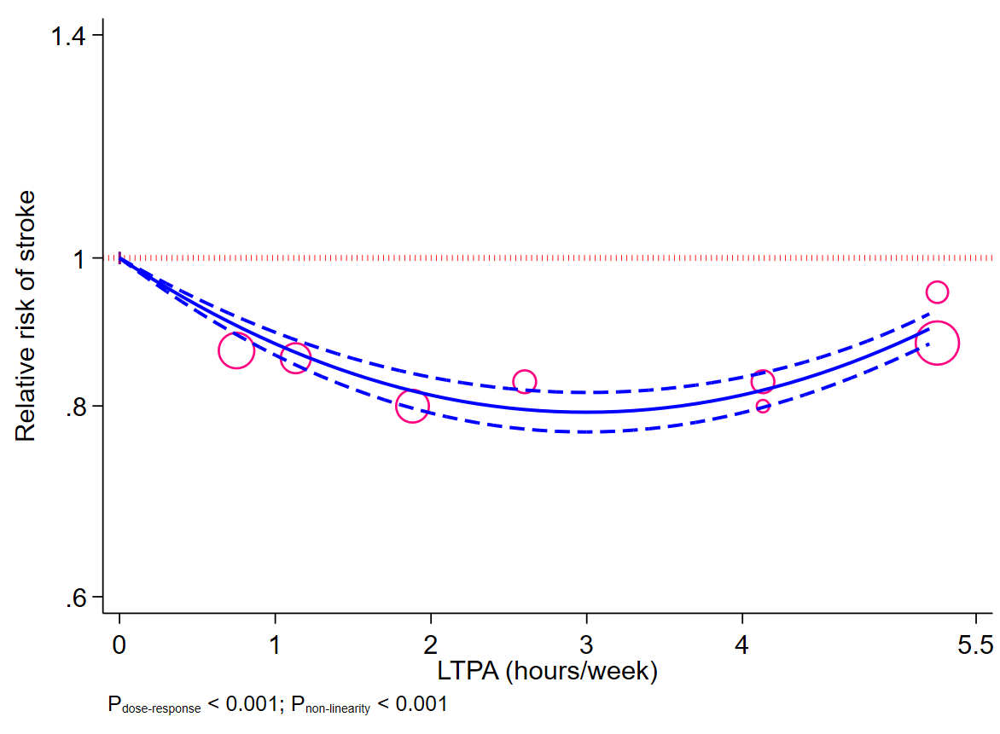 Relative risk of stroke
1.4
1
.8
.6
0 1 2 3 4 5.5
LTPA (hours/week)
Pdose-response < 0.001; Pnon-linearity < 0.001